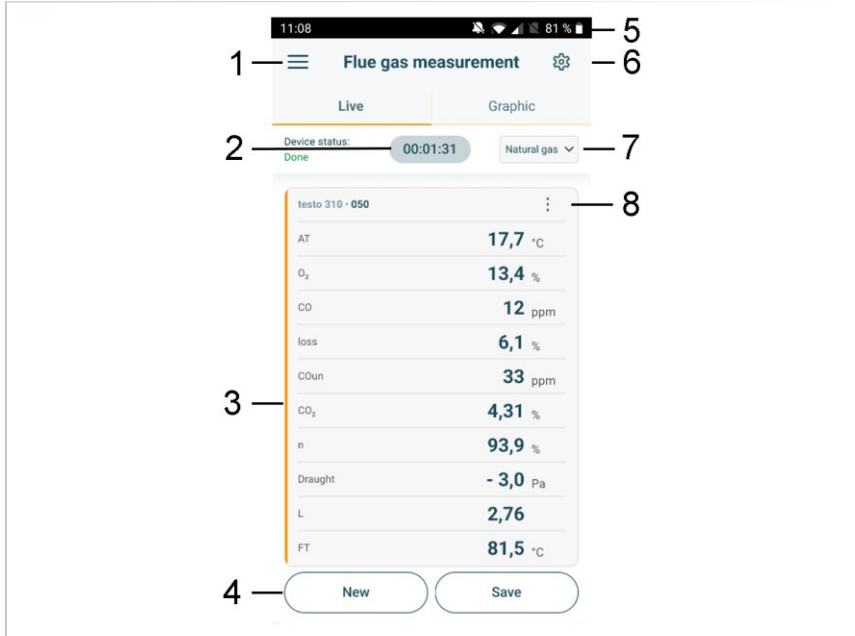 11:08 81 % 5
1 Flue gas measurement 6
Live Graphic
Device status:
Done
2 00:01:31 Natural gas 7
testo 310 · 050 8
AT 17,7 °C
O₂ 13,4 %
CO 12 ppm
loss 6,1 %
COun 33 ppm
3
CO₂ 4,31 %
n 93,9 %
Draught - 3,0 Pa
L 2,76
FT 81,5 °C
4 New Save